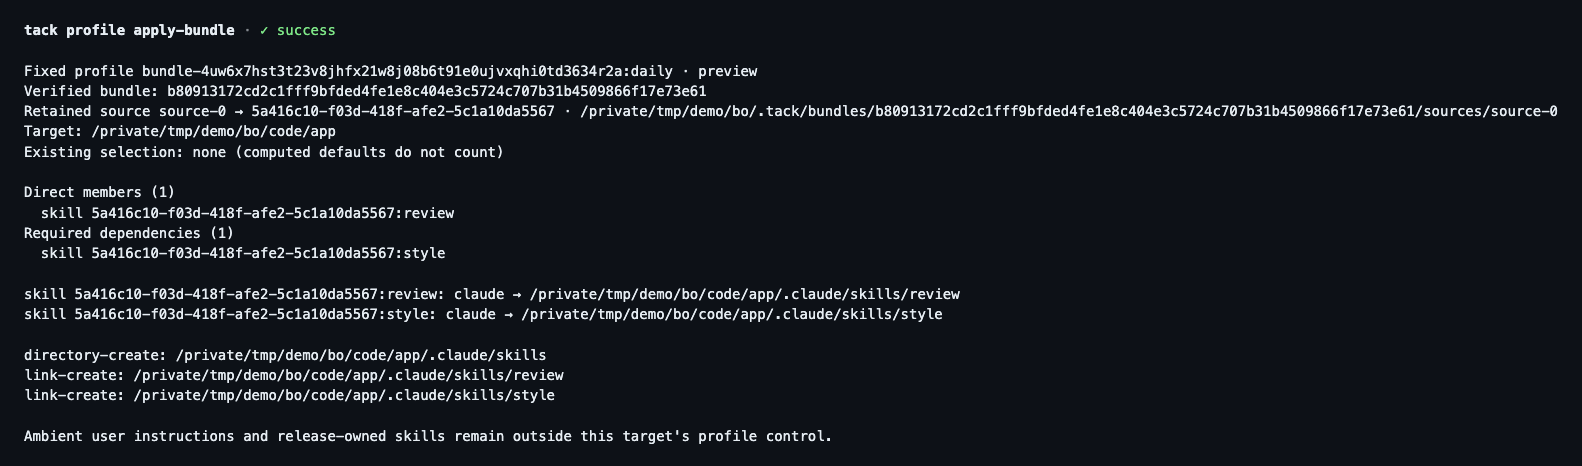 tack profile apply-bundle · ✓ success
Fixed profile bundle-4uw6x7hst3t23v8jhfx21w8j08b6t91e0ujvxqhi0td3634r2a:daily · preview
Verified bundle: b80913172cd2c1fff9bfded4fe1e8c404e3c5724c707b31b4509866f17e73e61
Retained source source-0 → 5a416c10-f03d-418f-afe2-5c1a10da5567 · /private/tmp/demo/bo/.tack/bundles/b80913172cd2c1fff9bfded4fe1e8c404e3c5724c707b31b4509866f17e73e61/sources/source-0
Target: /private/tmp/demo/bo/code/app
Existing selection: none (computed defaults do not count)
Direct members (1)
  skill 5a416c10-f03d-418f-afe2-5c1a10da5567:review
Required dependencies (1)
  skill 5a416c10-f03d-418f-afe2-5c1a10da5567:style
skill 5a416c10-f03d-418f-afe2-5c1a10da5567:review: claude → /private/tmp/demo/bo/code/app/.claude/skills/review
skill 5a416c10-f03d-418f-afe2-5c1a10da5567:style: claude → /private/tmp/demo/bo/code/app/.claude/skills/style
directory-create: /private/tmp/demo/bo/code/app/.claude/skills
link-create: /private/tmp/demo/bo/code/app/.claude/skills/review
link-create: /private/tmp/demo/bo/code/app/.claude/skills/style
Ambient user instructions and release-owned skills remain outside this target's profile control.